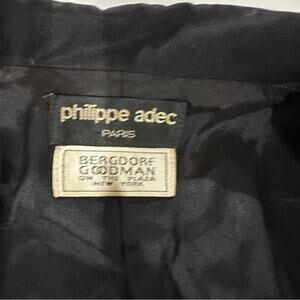 philippe adec
PARIS
BERGDORF
GOODMAN
ON THE PLAZA
NEW YORK